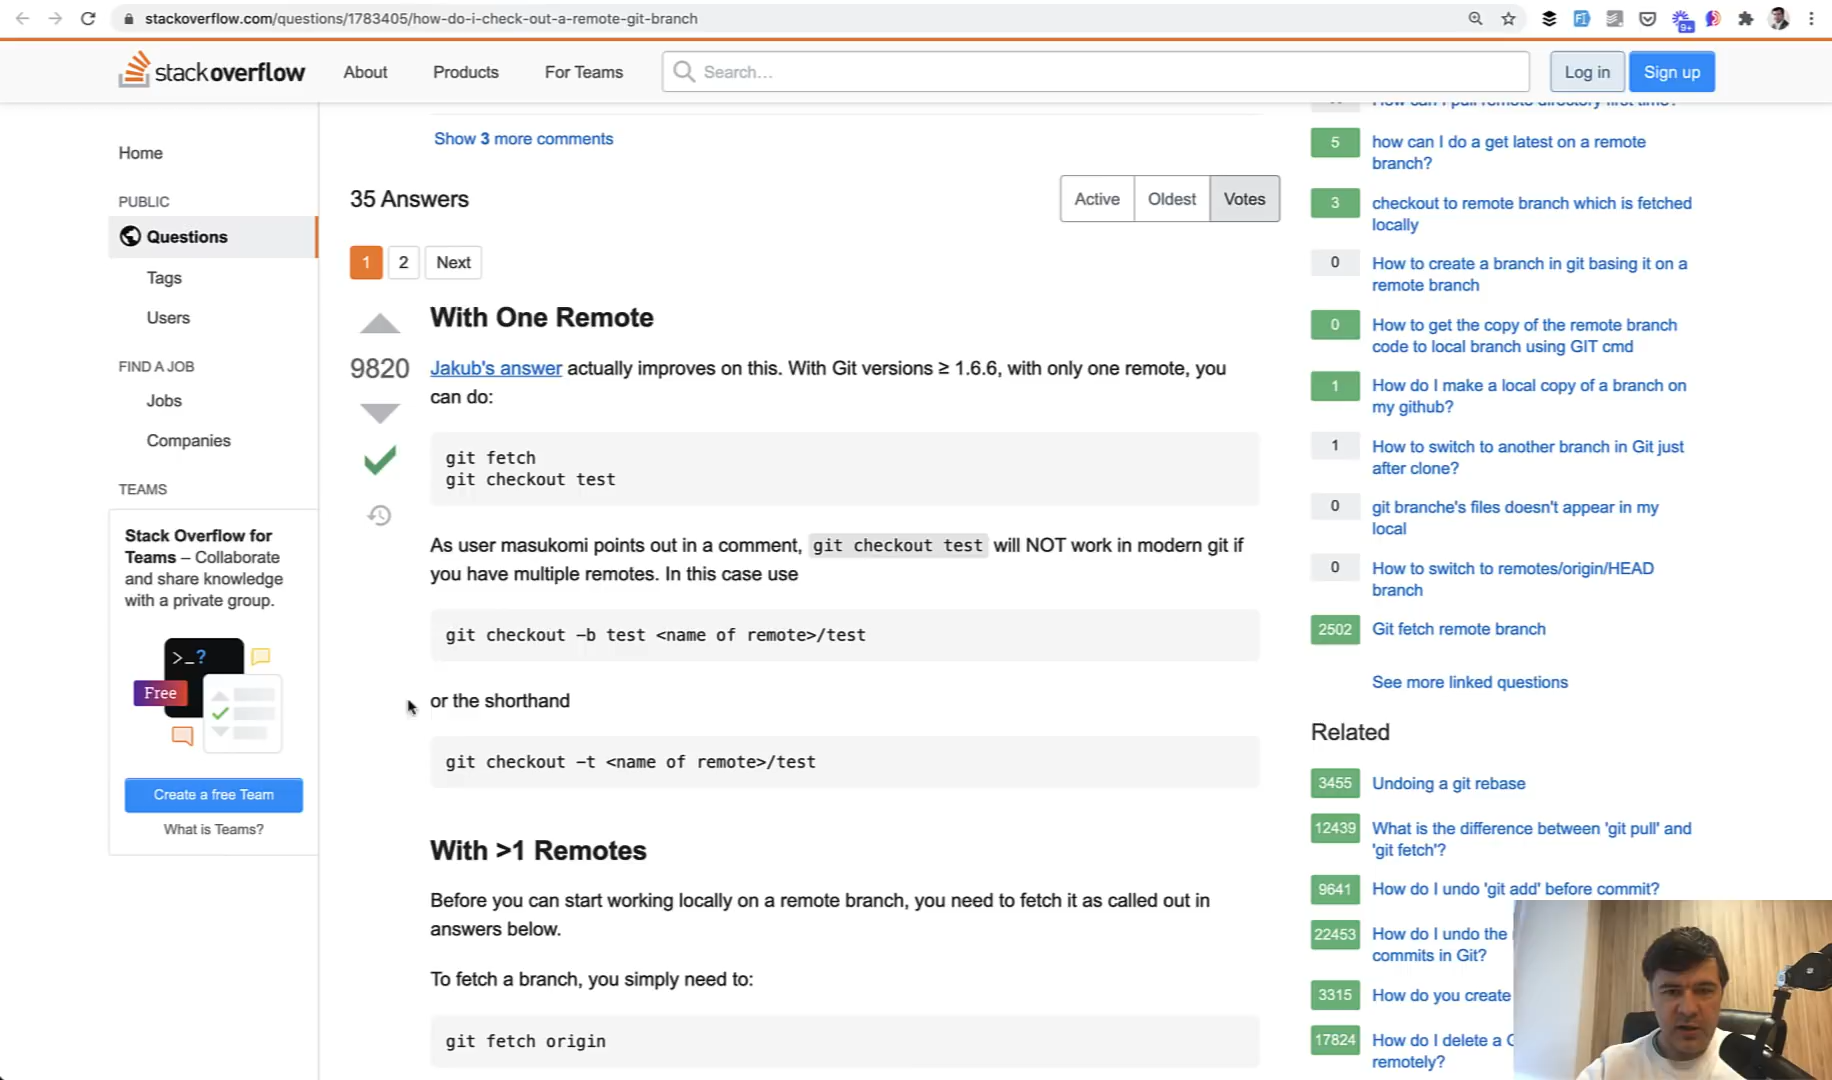 stackoverflow.com/questions/1783405/how-do-i-check-out-a-remote-git-branch
9+
stackoverflow
About
Products
For Teams
Search…
Log in
Sign up
Home
PUBLIC
Questions
Tags
Users
FIND A JOB
Jobs
Companies
TEAMS
Stack Overflow for
Teams – Collaborate
and share knowledge
with a private group.
>_?
Free
Create a free Team
What is Teams?
Show 3 more comments
35 Answers
Active
Oldest
Votes
1
2
Next
9820
With One Remote
Jakub's answer actually improves on this. With Git versions ≥ 1.6.6, with only one remote, you
can do:
git fetch
git checkout test
As user masukomi points out in a comment, git checkout test will NOT work in modern git if
you have multiple remotes. In this case use
git checkout -b test <name of remote>/test
or the shorthand
git checkout -t <name of remote>/test
With >1 Remotes
Before you can start working locally on a remote branch, you need to fetch it as called out in
answers below.
To fetch a branch, you simply need to:
git fetch origin
How can I pull remote directory first time?
5
how can I do a get latest on a remote
branch?
3
checkout to remote branch which is fetched
locally
0
How to create a branch in git basing it on a
remote branch
0
How to get the copy of the remote branch
code to local branch using GIT cmd
1
How do I make a local copy of a branch on
my github?
1
How to switch to another branch in Git just
after clone?
0
git branche's files doesn't appear in my
local
0
How to switch to remotes/origin/HEAD
branch
2502
Git fetch remote branch
See more linked questions
Related
3455
Undoing a git rebase
12439
What is the difference between 'git pull' and
'git fetch'?
9641
How do I undo 'git add' before commit?
22453
How do I undo the
commits in Git?
3315
How do you create
17824
How do I delete a
remotely?